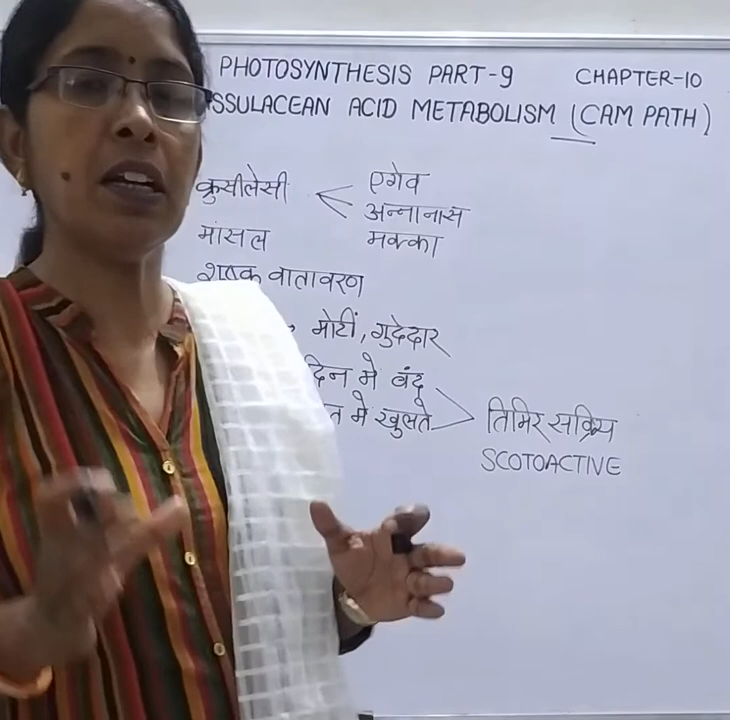 PHOTOSYNTHESIS PART-9 CHAPTER-10
SSULACEAN ACID METABOLISM (CAM PATH)
क्रुसीलेसी < एगेव
अन्नानास
मांसल मक्का
शुष्क वातावरण
मोटीं, गुदेदार
दिन मे बंद
त मे खुलते > तिमिर सक्रिय
SCOTOACTIVE